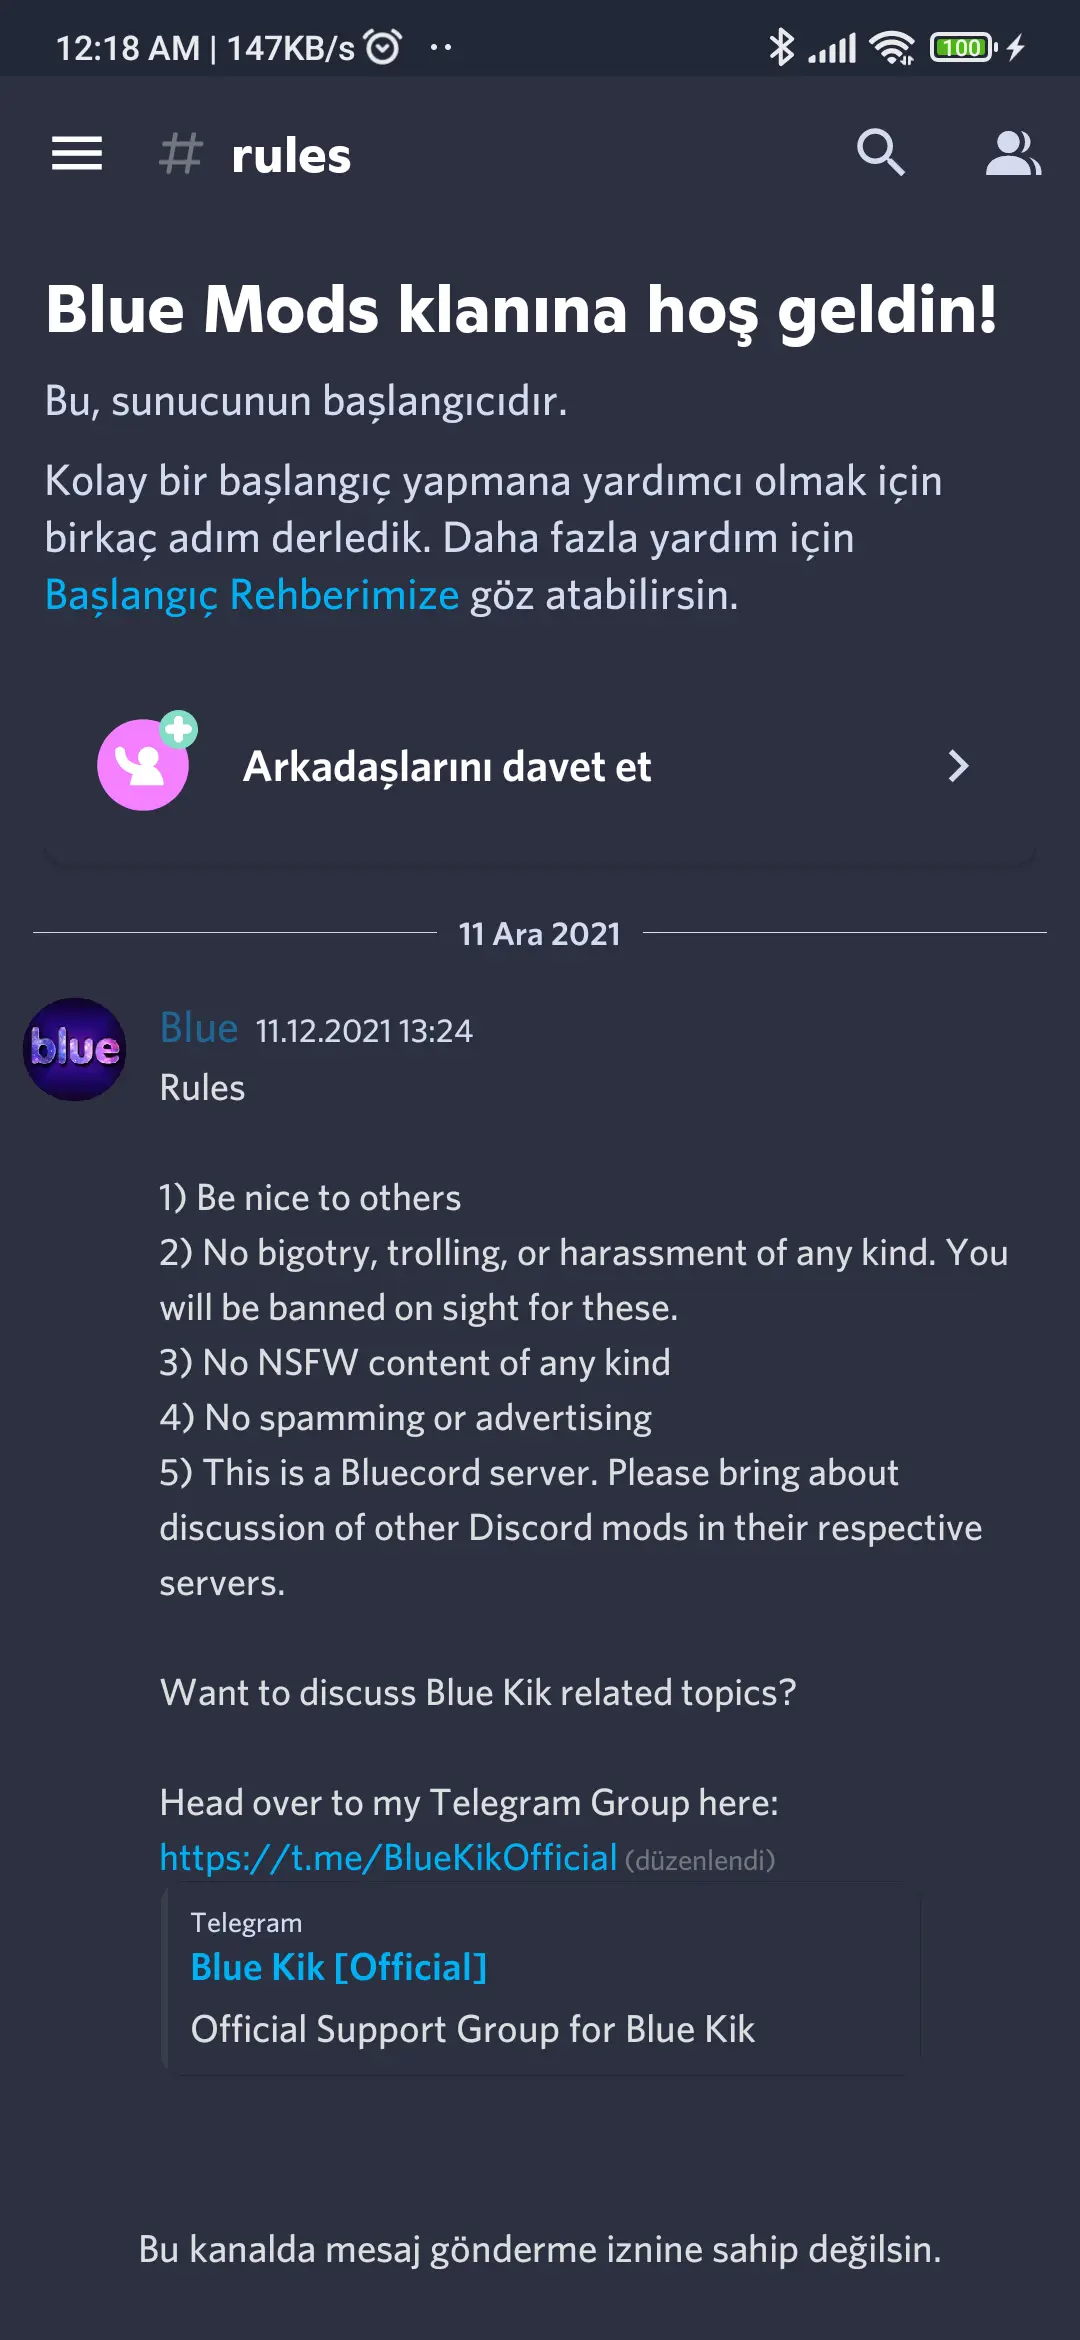 12:18 AM | 147KB/s
100
# rules
Blue Mods klanına hoş geldin!
Bu, sunucunun başlangıcıdır.
Kolay bir başlangıç yapmana yardımcı olmak için
birkaç adım derledik. Daha fazla yardım için
Başlangıç Rehberimize göz atabilirsin.
Arkadaşlarını davet et
11 Ara 2021
blue
Blue 11.12.2021 13:24
Rules
1) Be nice to others
2) No bigotry, trolling, or harassment of any kind. You
will be banned on sight for these.
3) No NSFW content of any kind
4) No spamming or advertising
5) This is a Bluecord server. Please bring about
discussion of other Discord mods in their respective
servers.
Want to discuss Blue Kik related topics?
Head over to my Telegram Group here:
https://t.me/BlueKikOfficial (düzenlendi)
Telegram
Blue Kik [Official]
Official Support Group for Blue Kik
Bu kanalda mesaj gönderme iznine sahip değilsin.